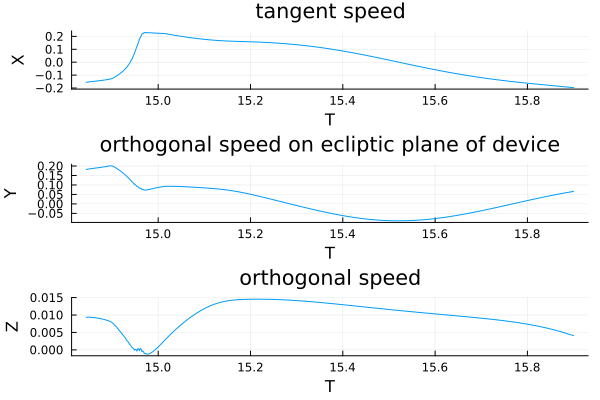 tangent speed
0.2
0.1
0.0
−0.1
−0.2
X
15.0 15.2 15.4 15.6 15.8
T
orthogonal speed on ecliptic plane of device
0.20
0.15
0.10
0.05
0.00
−0.05
Y
15.0 15.2 15.4 15.6 15.8
T
orthogonal speed
0.015
0.010
0.005
0.000
Z
15.0 15.2 15.4 15.6 15.8
T